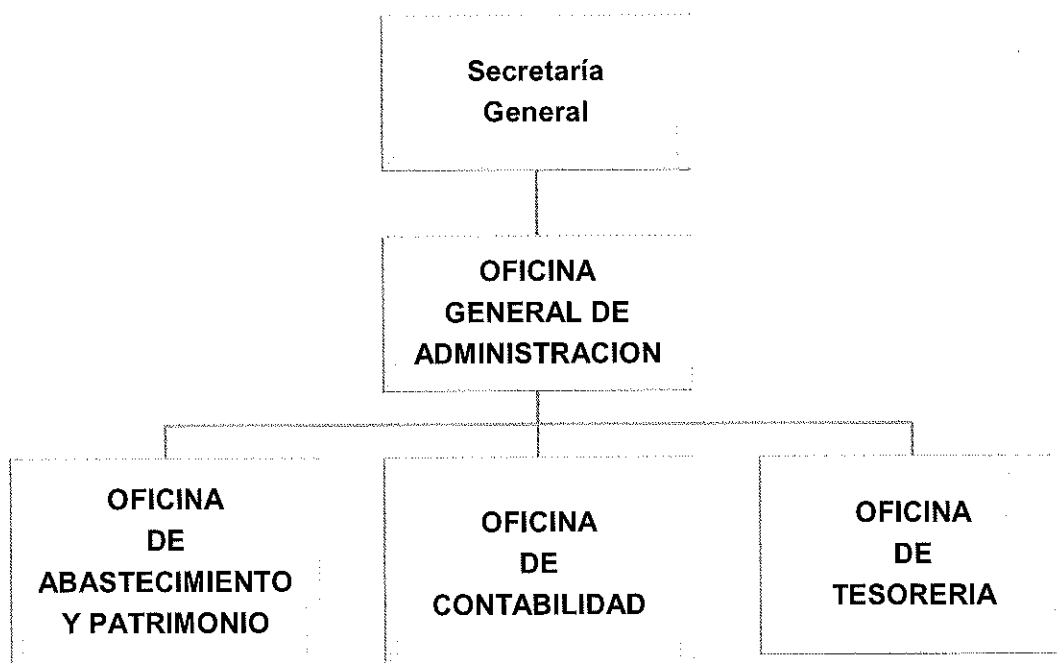 Secretaría
General
OFICINA
GENERAL DE
ADMINISTRACION
OFICINA
DE
ABASTECIMIENTO
Y PATRIMONIO
OFICINA
DE
CONTABILIDAD
OFICINA
DE
TESORERIA